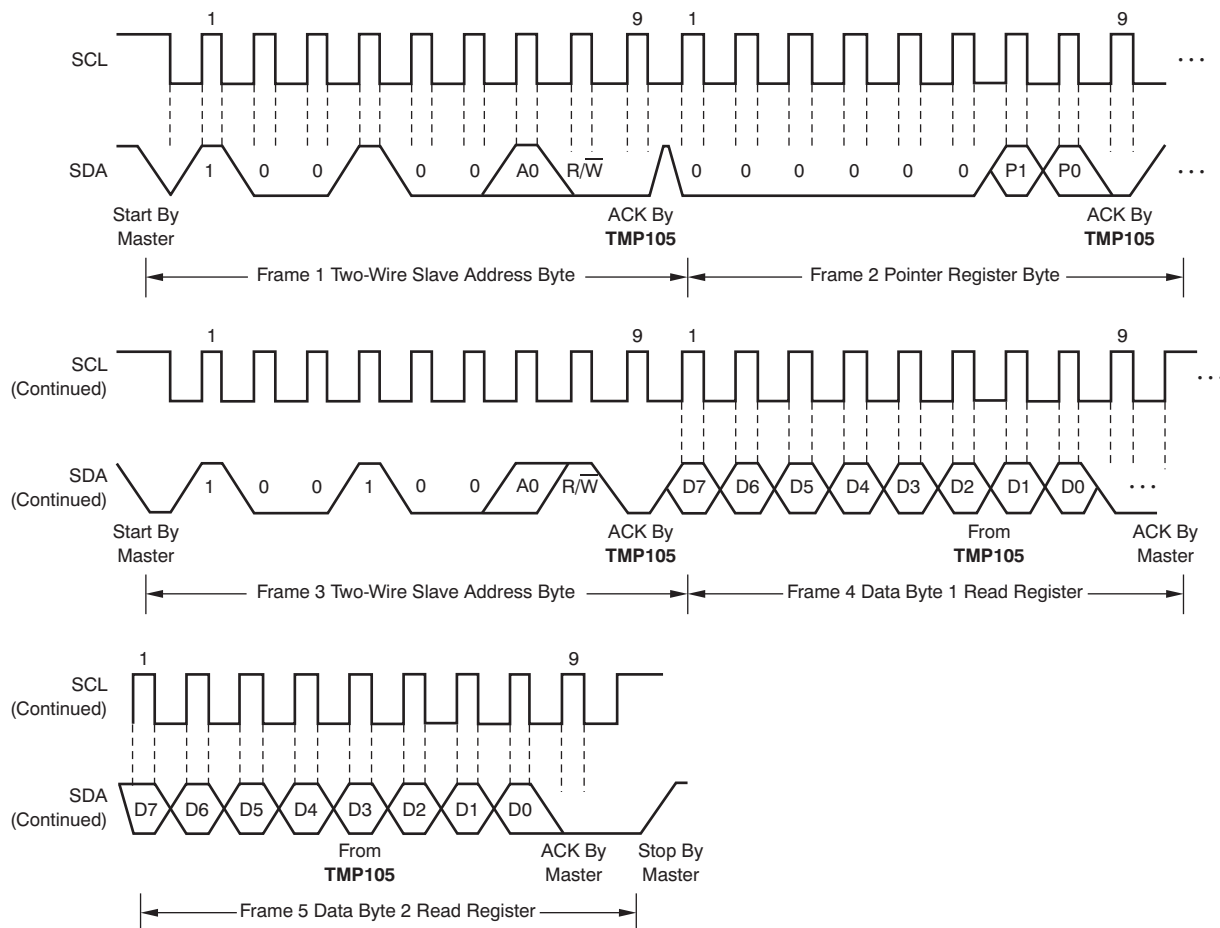 1 9 1 9
SCL ...
SDA 1 0 0 0 0 A0 R/W̅ 0 0 0 0 0 0 P1 P0 ...
Start By Master
ACK By TMP105
ACK By TMP105
Frame 1 Two-Wire Slave Address Byte
Frame 2 Pointer Register Byte
1 9 1 9
SCL (Continued) ...
SDA (Continued) 1 0 0 1 0 0 A0 R/W̅ D7 D6 D5 D4 D3 D2 D1 D0 ...
Start By Master
ACK By TMP105
From TMP105
ACK By Master
Frame 3 Two-Wire Slave Address Byte
Frame 4 Data Byte 1 Read Register
1 9
SCL (Continued)
SDA (Continued) D7 D6 D5 D4 D3 D2 D1 D0
From TMP105
ACK By Master
Stop By Master
Frame 5 Data Byte 2 Read Register